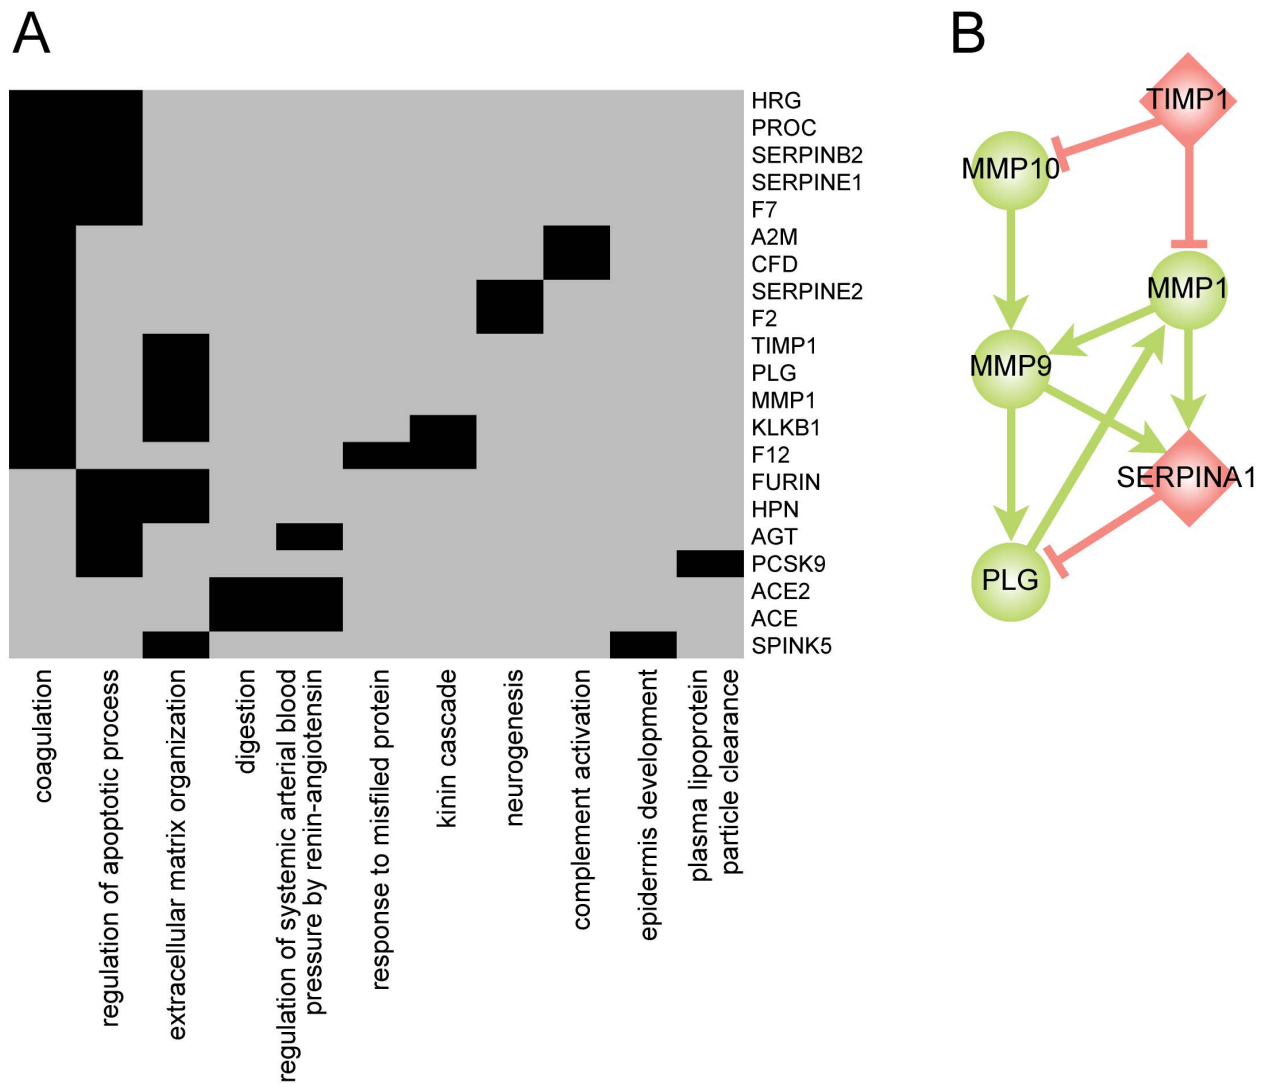 A
HRG
PROC
SERPINB2
SERPINE1
F7
A2M
CFD
SERPINE2
F2
TIMP1
PLG
MMP1
KLKB1
F12
FURIN
HPN
AGT
PCSK9
ACE2
ACE
SPINK5
coagulation
regulation of apoptotic process
extracellular matrix organization
digestion
regulation of systemic arterial blood
pressure by renin-angiotensin
response to misfiled protein
kinin cascade
neurogenesis
complement activation
epidermis development
plasma lipoprotein
particle clearance
B
TIMP1
MMP10
MMP1
MMP9
SERPINA1
PLG